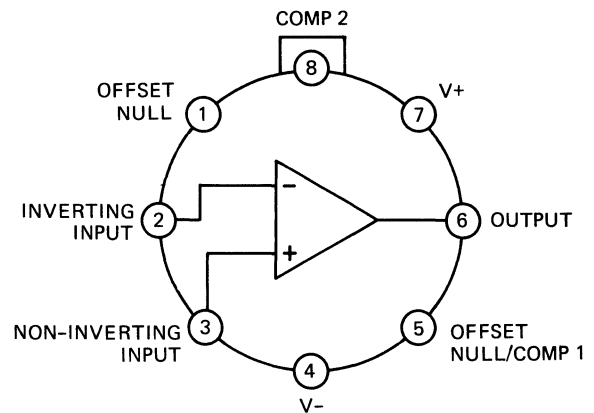 COMP 2
8
OFFSET
NULL
1
V+
7
INVERTING
INPUT
2
−
6
OUTPUT
+
NON-INVERTING
INPUT
3
5
OFFSET
NULL/COMP 1
4
V−